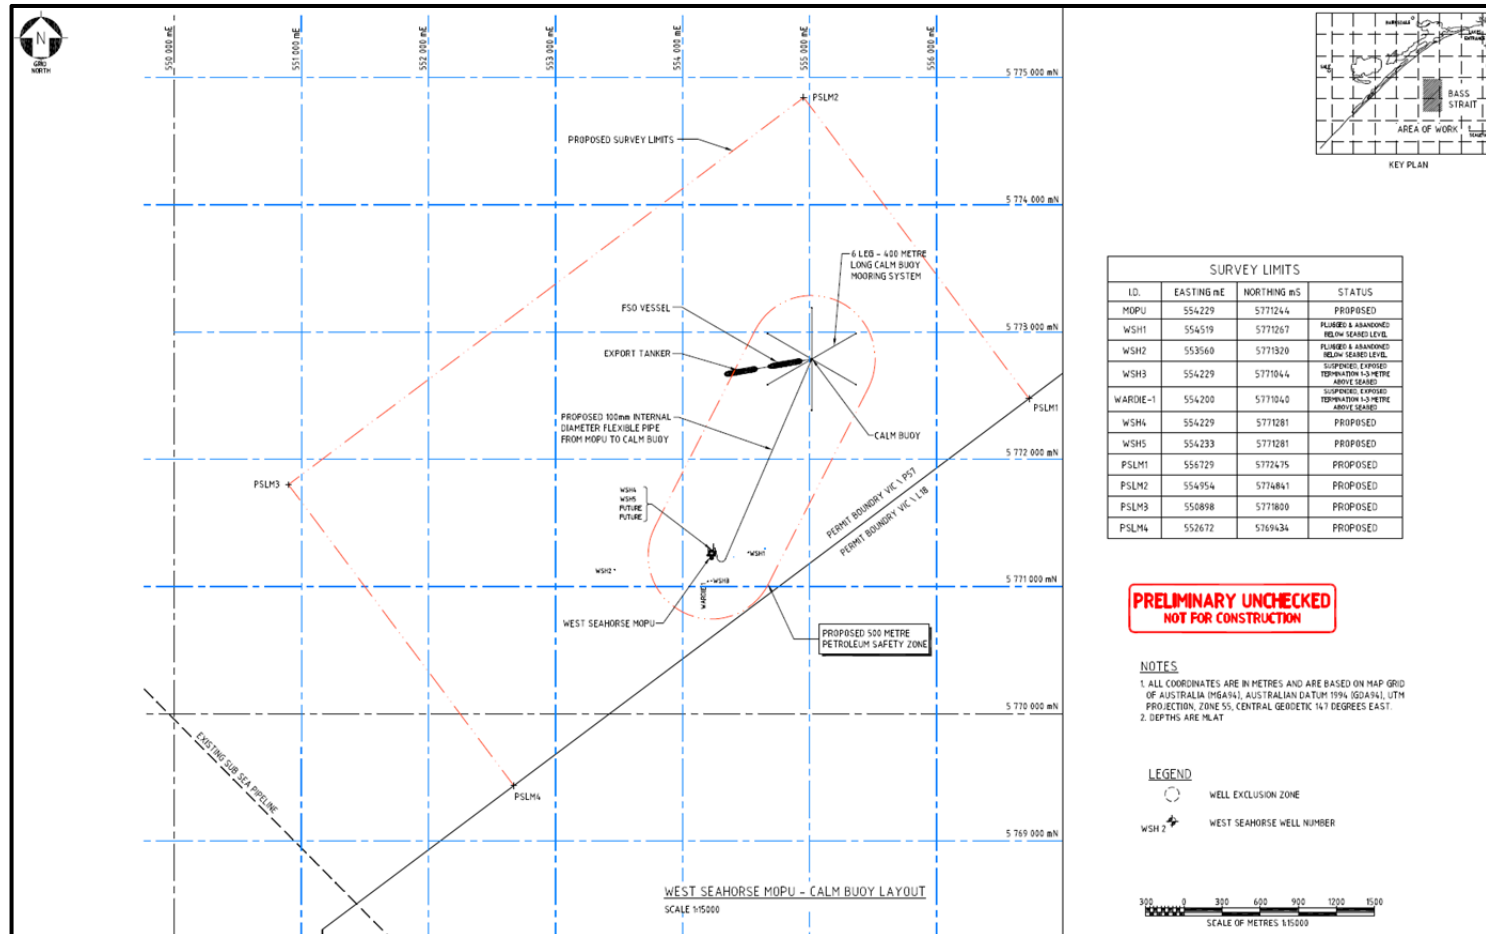 N
GRID
NORTH
550 000 mE
551 000 mE
552 000 mE
553 000 mE
554 000 mE
555 000 mE
556 000 mE
5 775 000 mN
5 774 000 mN
5 773 000 mN
5 772 000 mN
5 771 000 mN
5 770 000 mN
5 769 000 mN
PSLM2
PROPOSED SURVEY LIMITS
6 LEG - 400 METRE
LONG CALM BUOY
MOORING SYSTEM
FSO VESSEL
EXPORT TANKER
PROPOSED 100mm INTERNAL
DIAMETER FLEXIBLE PIPE
FROM MOPU TO CALM BUOY
CALM BUOY
PSLM1
PSLM3
PERMIT BOUNDRY VIC \ P57
PERMIT BOUNDRY VIC \ L18
WSH4
WSH5
FUTURE
FUTURE
WSH1
WSH2
WSH3
WARDIE1
WEST SEAHORSE MOPU
PROPOSED 500 METRE
PETROLEUM SAFETY ZONE
EXISTING SUB SEA PIPELINE
PSLM4
WEST SEAHORSE MOPU - CALM BUOY LAYOUT
SCALE 1:15000
BASS
STRAIT
AREA OF WORK
KEY PLAN
SURVEY LIMITS
I.D. EASTING mE NORTHING mS STATUS
MOPU 554229 5771244 PROPOSED
WSH1 554519 5771267 PLUGGED & ABANDONED BELOW SEABED LEVEL
WSH2 553560 5771320 PLUGGED & ABANDONED BELOW SEABED LEVEL
WSH3 554229 5771044 SUSPENDED, EXPOSED TERMINATION 1-3 METRE ABOVE SEABED
WARDIE-1 554200 5771040 SUSPENDED, EXPOSED TERMINATION 1-3 METRE ABOVE SEABED
WSH4 554229 5771281 PROPOSED
WSH5 554233 5771281 PROPOSED
PSLM1 556729 5772475 PROPOSED
PSLM2 554954 5774841 PROPOSED
PSLM3 550898 5771800 PROPOSED
PSLM4 552672 5769434 PROPOSED
PRELIMINARY UNCHECKED
NOT FOR CONSTRUCTION
NOTES
1. ALL COORDINATES ARE IN METRES AND ARE BASED ON MAP GRID
OF AUSTRALIA (MGA94), AUSTRALIAN DATUM 1994 (GDA94), UTM
PROJECTION, ZONE 55, CENTRAL GEODETIC 147 DEGREES EAST.
2. DEPTHS ARE MLAT
LEGEND
WELL EXCLUSION ZONE
WSH 2 WEST SEAHORSE WELL NUMBER
300 0 300 600 900 1200 1500
SCALE OF METRES 1:15000